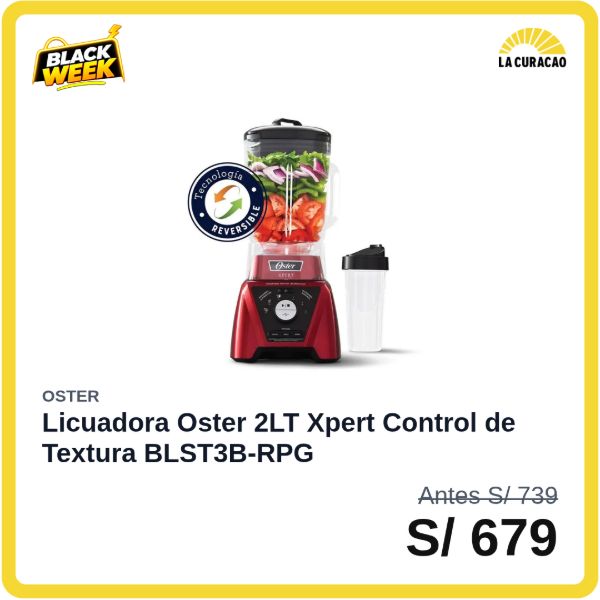 BLACK
WEEK
LA CURACAO
Tecnología
REVERSIBLE
Oster
XPERT
OSTER
Licuadora Oster 2LT Xpert Control de
Textura BLST3B-RPG
Antes S/ 739
S/ 679